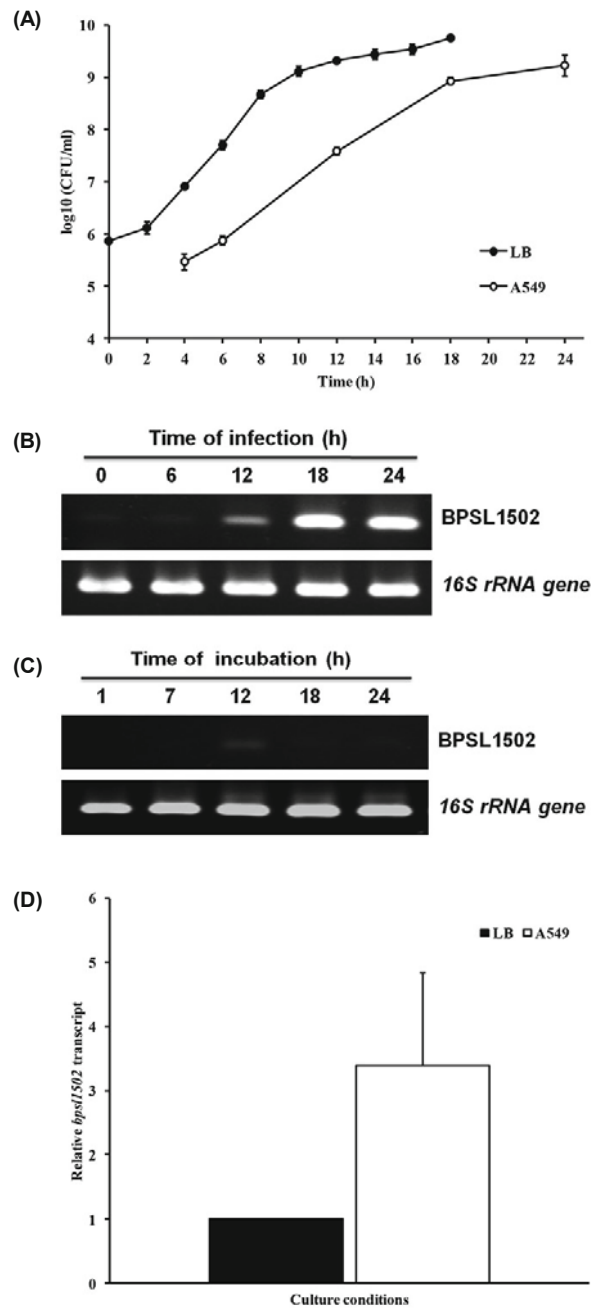 (A)
10
9
8
7
6
5
4
log10 (CFU/ml)
LB
A549
0 2 4 6 8 10 12 14 16 18 20 22 24
Time (h)
(B)
Time of infection (h)
0 6 12 18 24
BPSL1502
16S rRNA gene
(C)
Time of incubation (h)
1 7 12 18 24
BPSL1502
16S rRNA gene
(D)
6
5
4
3
2
1
0
Relative bpsl1502 transcript
LB A549
Culture conditions